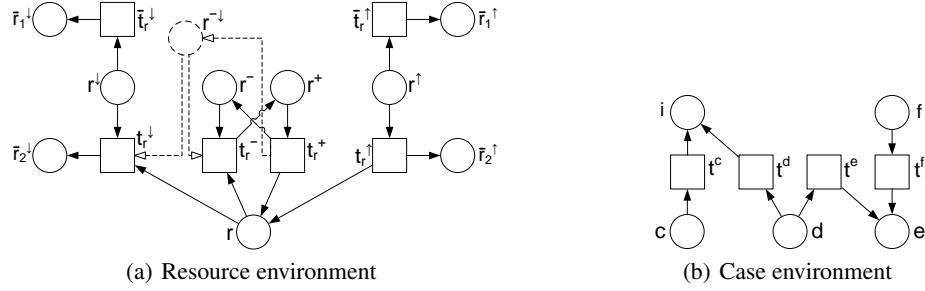 r̄₁↓ t̄ᵣ↓ r⁻↓ t̄ᵣ↑ r̄₁↑
r↓ r⁻ r⁺ r↑ i f
r̄₂↓ tᵣ↓ tᵣ⁻ tᵣ⁺ tᵣ↑ r̄₂↑ tᶜ tᵈ tᵉ tᶠ
r c d e
(a) Resource environment
(b) Case environment